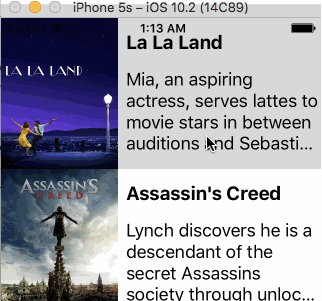 iPhone 5s – iOS 10.2 (14C89)
1:13 AM
La La Land
LA LA LAND
Mia, an aspiring
actress, serves lattes to
movie stars in between
auditions and Sebasti...
ASSASSIN'S
CREED
Assassin's Creed
Lynch discovers he is a
descendant of the
secret Assassins
society through unloc...